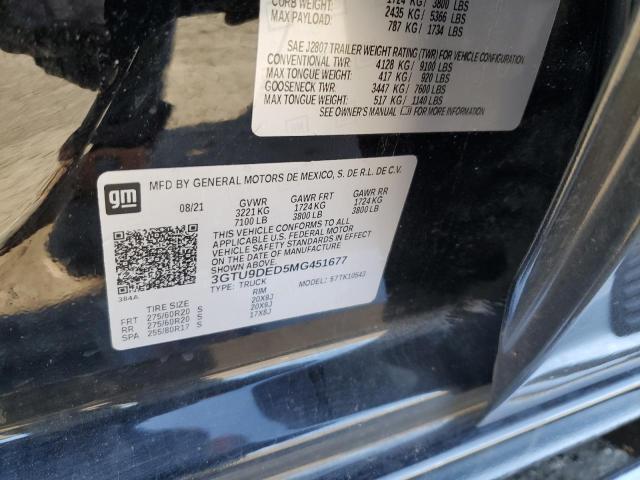 CURB WEIGHT: 2435 KG/ 5366 LBS
MAX PAYLOAD: 787 KG/ 1734 LBS
SAE J2807 TRAILER WEIGHT RATING (TWR) FOR VEHICLE CONFIGURATION
CONVENTIONAL TWR: 4128 KG/ 9100 LBS
MAX TONGUE WEIGHT: 417 KG/ 920 LBS
GOOSENECK TWR: 3447 KG/ 7600 LBS
MAX TONGUE WEIGHT: 517 KG/ 1140 LBS
SEE OWNER'S MANUAL FOR MORE INFORMATION
gm
MFD BY GENERAL MOTORS DE MEXICO, S. DE R.L. DE C.V.
08/21 GVWR GAWR FRT GAWR RR
3221 KG 1724 KG 1724 KG
7100 LB 3800 LB 3800 LB
THIS VEHICLE CONFORMS TO ALL
APPLICABLE U.S. FEDERAL MOTOR
VEHICLE SAFETY STANDARDS IN EFFECT
ON THE DATE OF MANUFACTURE
SHOWN ABOVE.
3GTU9DED5MG451677
TYPE: TRUCK MODEL: 57TK10543
384A
TIRE SIZE RIM
FRT 275/60R20 S 20X9J
RR 275/60R20 S 20X9J
SPA 255/80R17 S 17X8J